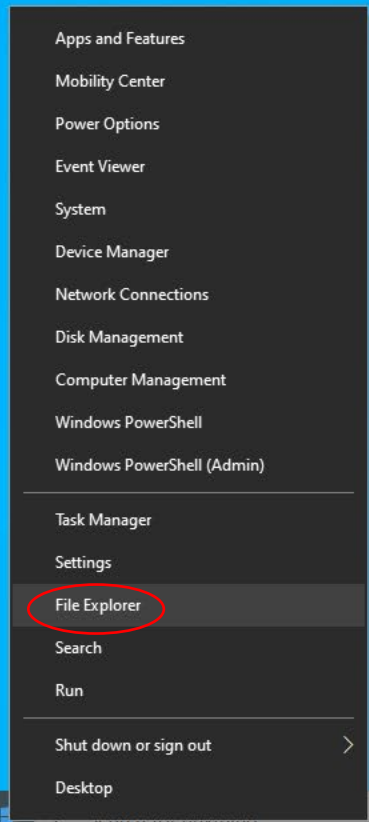 Apps and Features
Mobility Center
Power Options
Event Viewer
System
Device Manager
Network Connections
Disk Management
Computer Management
Windows PowerShell
Windows PowerShell (Admin)
Task Manager
Settings
File Explorer
Search
Run
Shut down or sign out
Desktop